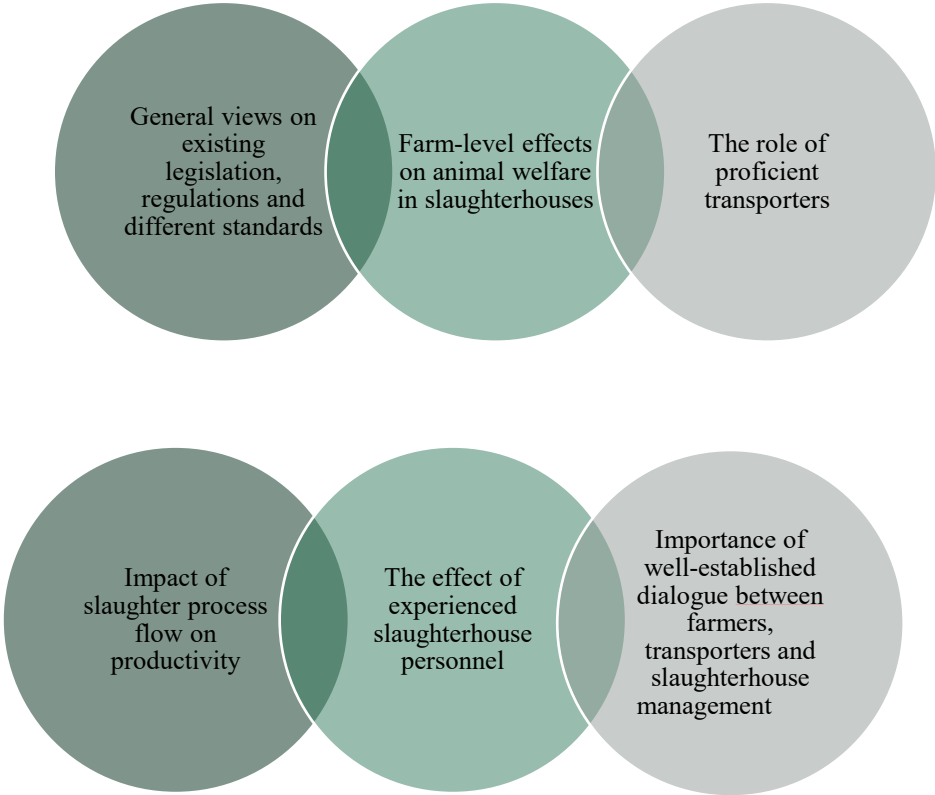 General views on
existing
legislation,
regulations and
different standards
Farm-level effects
on animal welfare
in slaughterhouses
The role of
proficient
transporters
Impact of
slaughter process
flow on
productivity
The effect of
experienced
slaughterhouse
personnel
Importance of
well-established
dialogue between
farmers,
transporters and
slaughterhouse
management